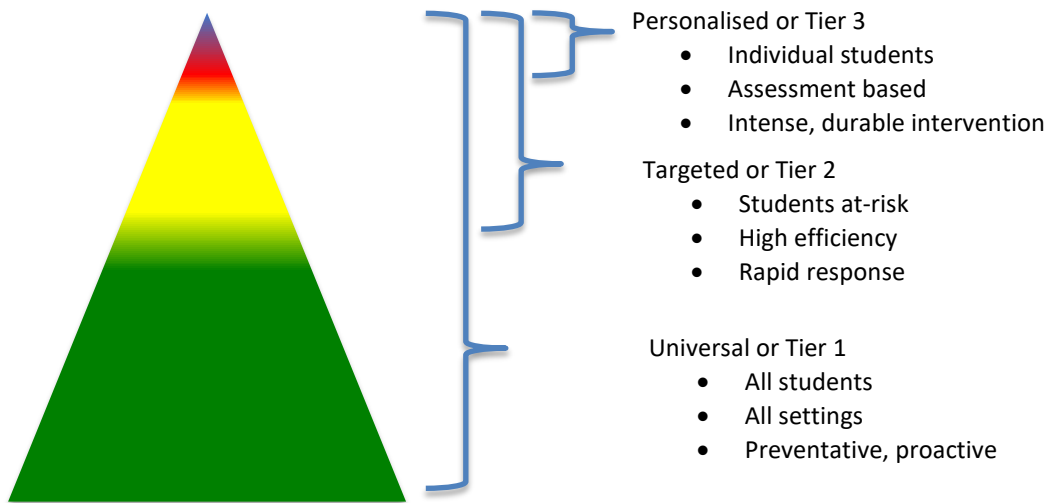 Personalised or Tier 3
• Individual students
• Assessment based
• Intense, durable intervention
Targeted or Tier 2
• Students at-risk
• High efficiency
• Rapid response
Universal or Tier 1
• All students
• All settings
• Preventative, proactive